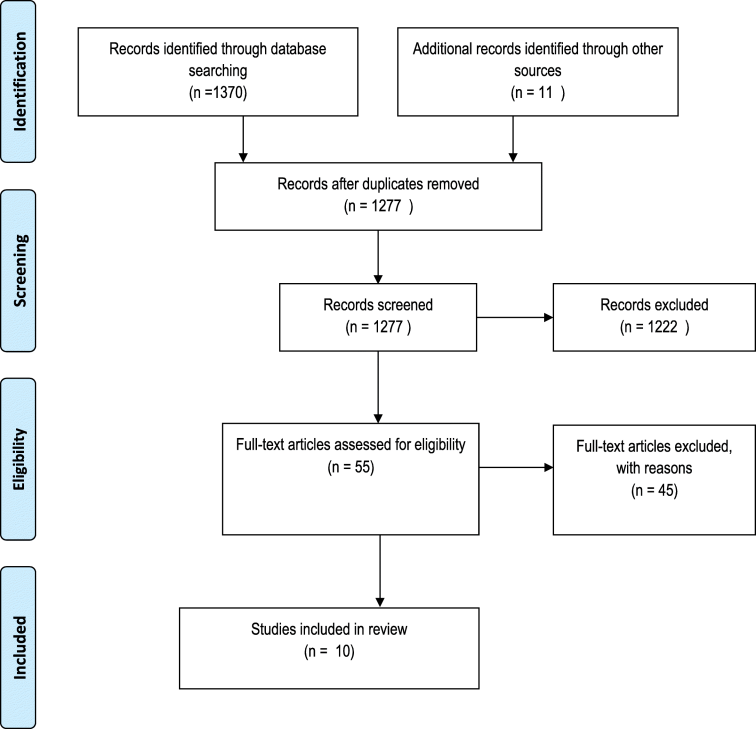 Identification
Records identified through database
searching
(n =1370)
Additional records identified through other
sources
(n = 11 )
Records after duplicates removed
(n = 1277 )
Screening
Records screened
(n = 1277 )
Records excluded
(n = 1222 )
Eligibility
Full-text articles assessed for eligibility
(n = 55)
Full-text articles excluded,
with reasons
(n = 45)
Included
Studies included in review
(n = 10)